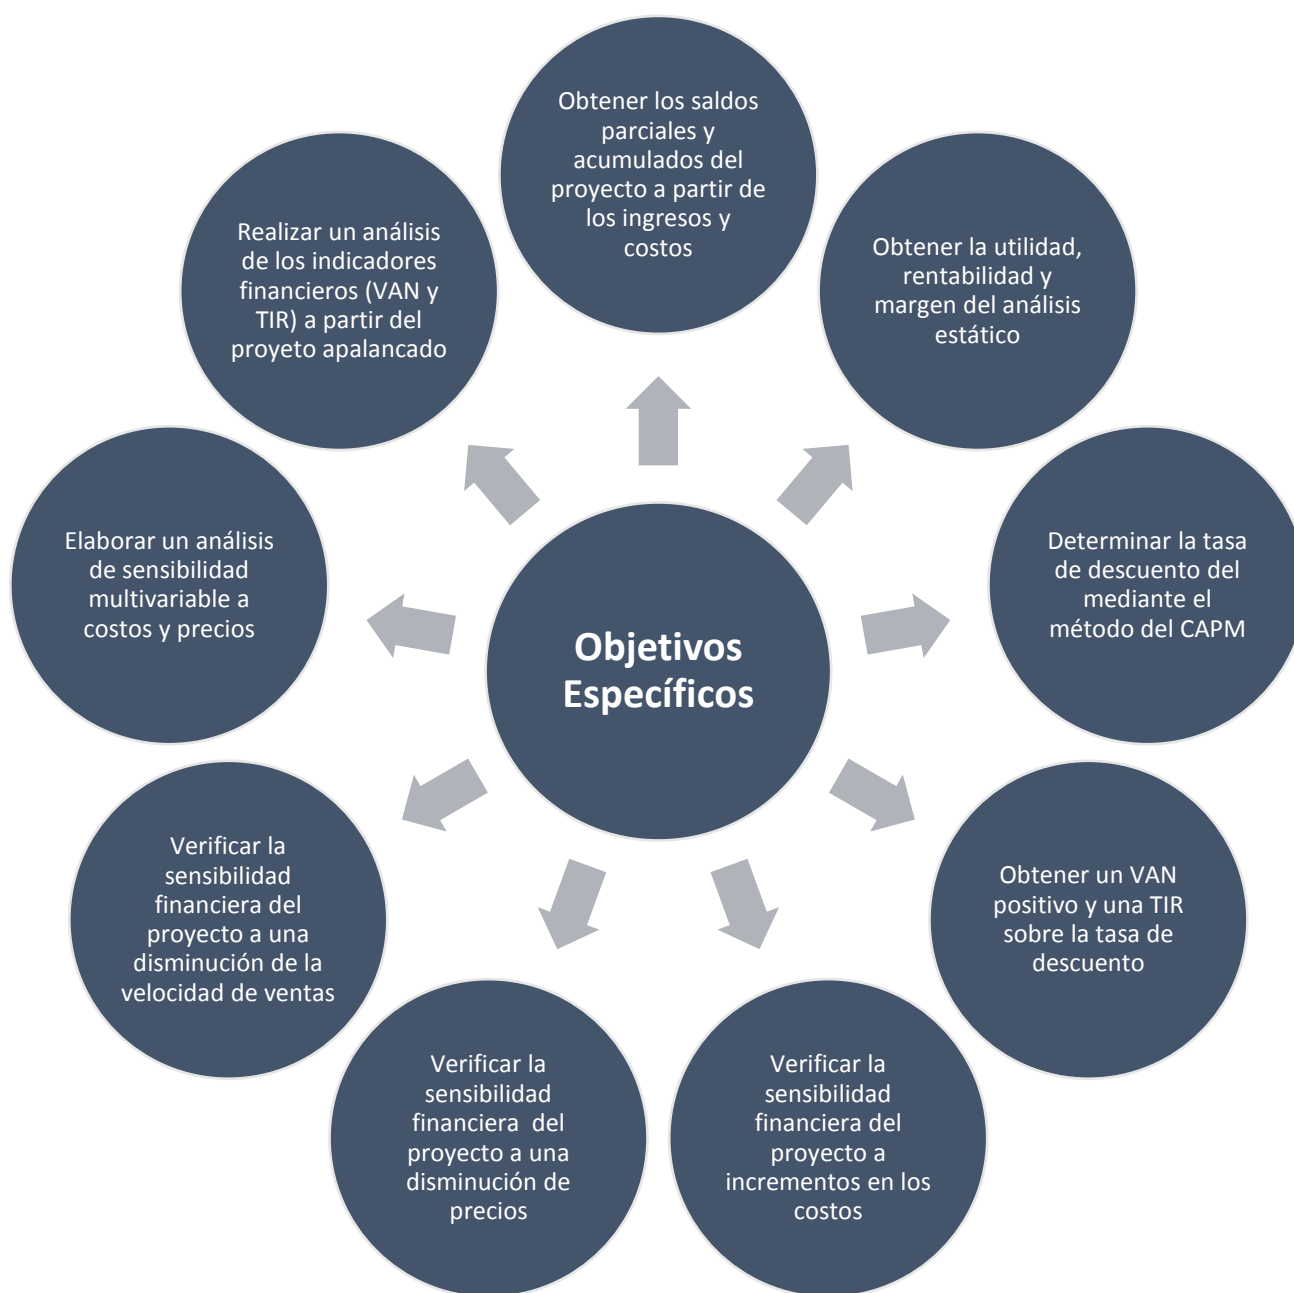 Obtener los saldos
parciales y
acumulados del
proyecto a partir de
los ingresos y
costos
Obtener la utilidad,
rentabilidad y
margen del análisis
estático
Determinar la tasa
de descuento del
mediante el
método del CAPM
Obtener un VAN
positivo y una TIR
sobre la tasa de
descuento
Verificar la
sensibilidad
financiera del
proyecto a
incrementos en los
costos
Verificar la
sensibilidad
financiera  del
proyecto a una
disminución de
precios
Verificar la
sensibilidad
financiera del
proyecto a una
disminución de la
velocidad de ventas
Elaborar un análisis
de sensibilidad
multivariable a
costos y precios
Realizar un análisis
de los indicadores
financieros (VAN y
TIR) a partir del
proyeto apalancado
Objetivos
Específicos